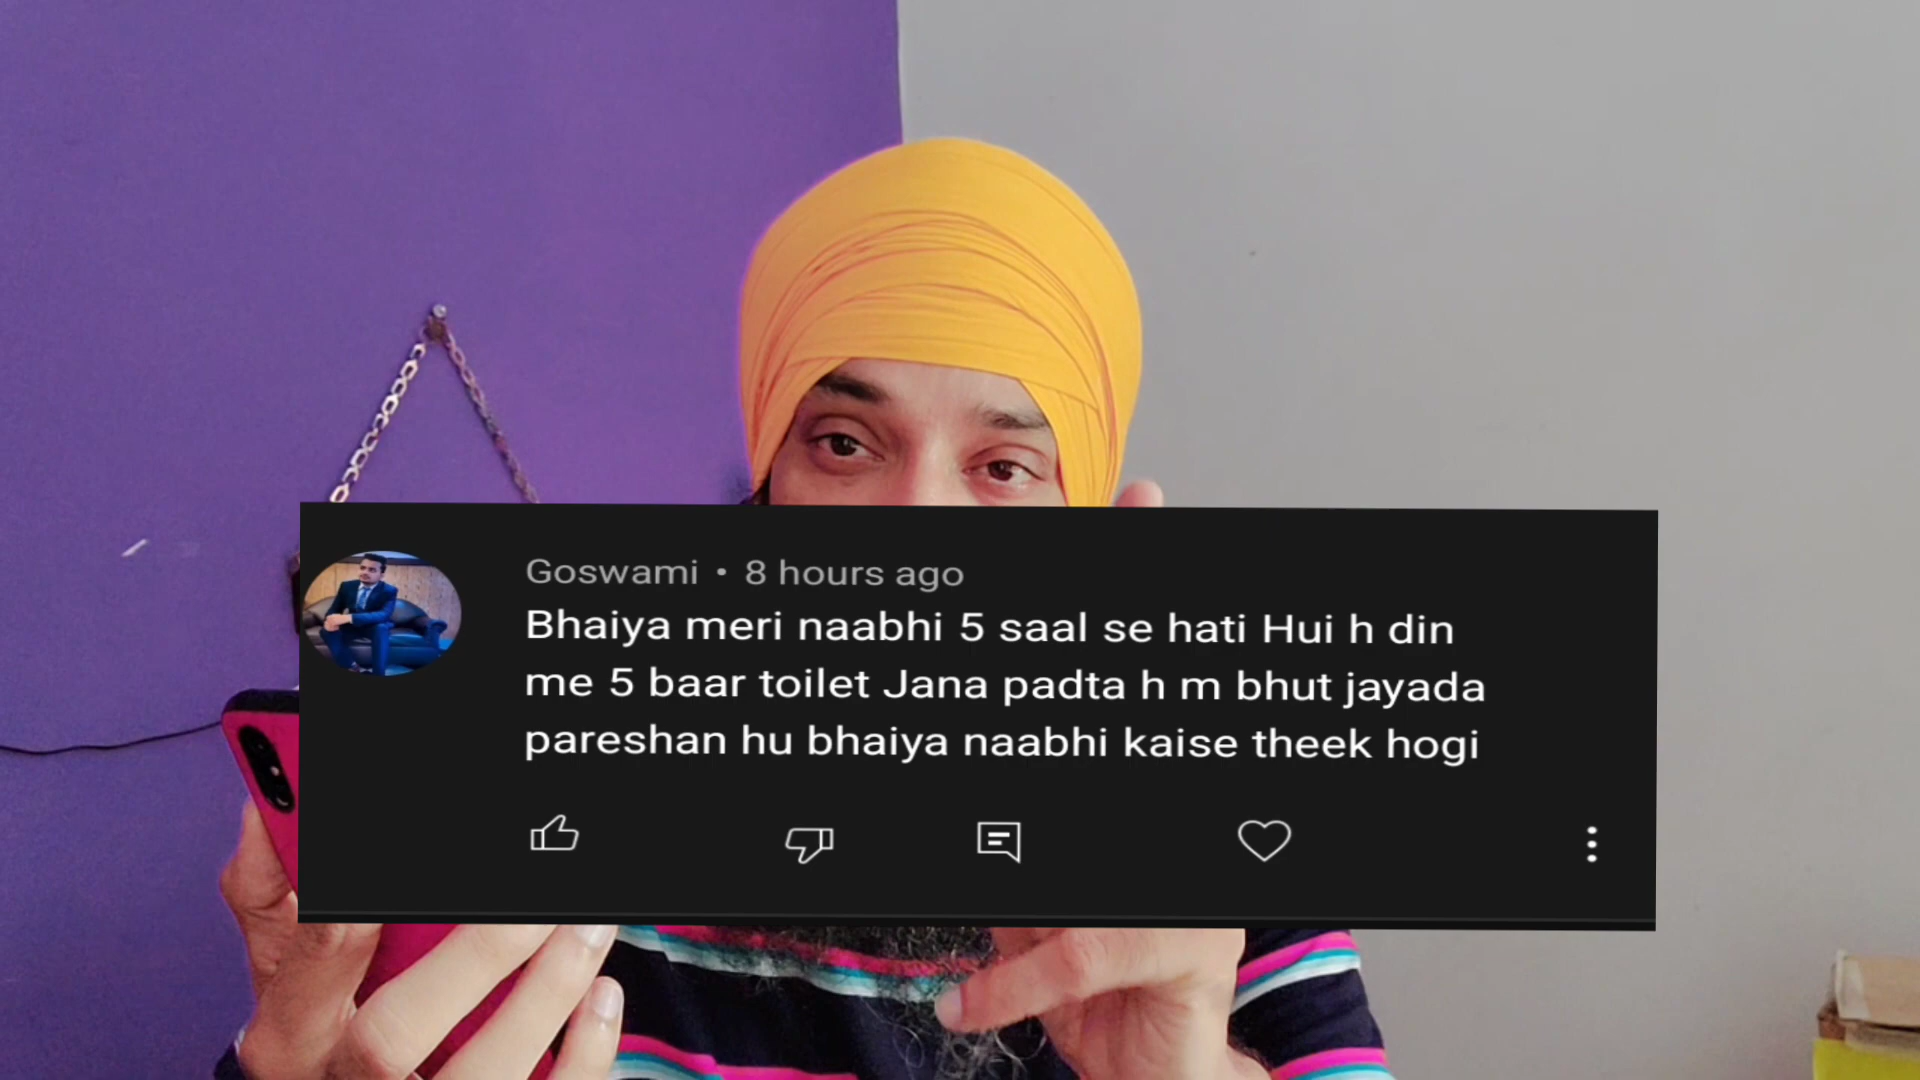 Goswami • 8 hours ago
Bhaiya meri naabhi 5 saal se hati Hui h din
me 5 baar toilet Jana padta h m bhut jayada
pareshan hu bhaiya naabhi kaise theek hogi